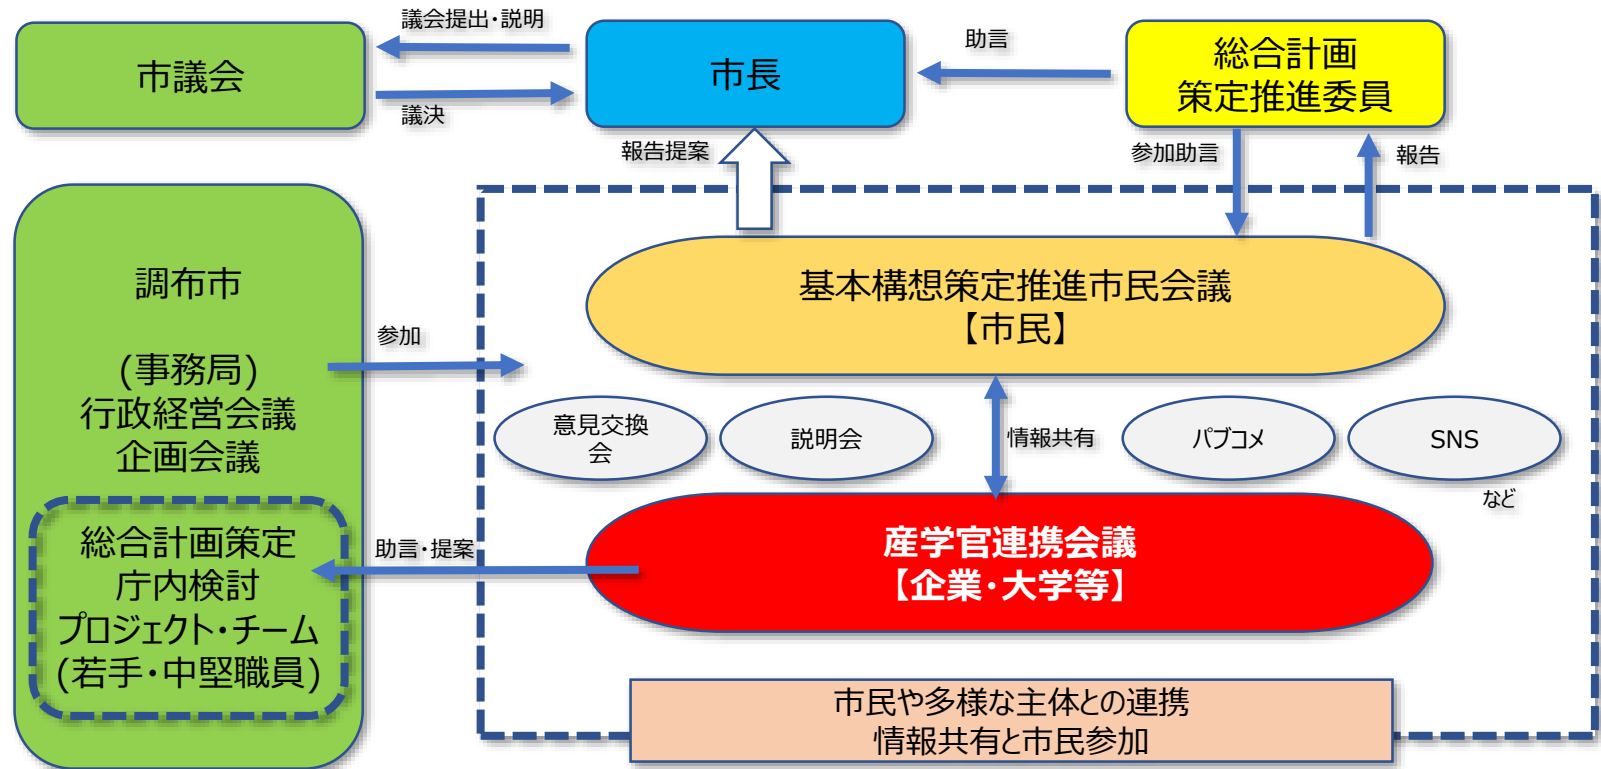 議会提出・説明
市議会
議決
市長
助言
総合計画
策定推進委員
報告提案
参加助言
報告
調布市
(事務局)
行政経営会議
企画会議
総合計画策定
庁内検討
プロジェクト・チーム
(若手・中堅職員)
参加
基本構想策定推進市民会議
【市民】
意見交換
会
説明会
情報共有
パブコメ
SNS
など
助言・提案
産学官連携会議
【企業・大学等】
市民や多様な主体との連携
情報共有と市民参加